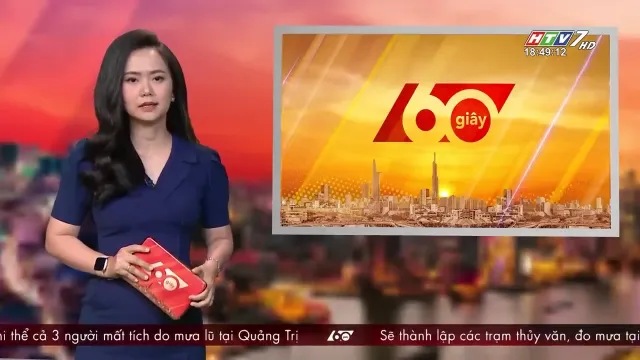 HTV7 HD
18:49:12
60 giây
60
hi thể cả 3 người mất tích do mưa lũ tại Quảng Trị 60 Sẽ thành lập các trạm thủy văn, đo mưa tại